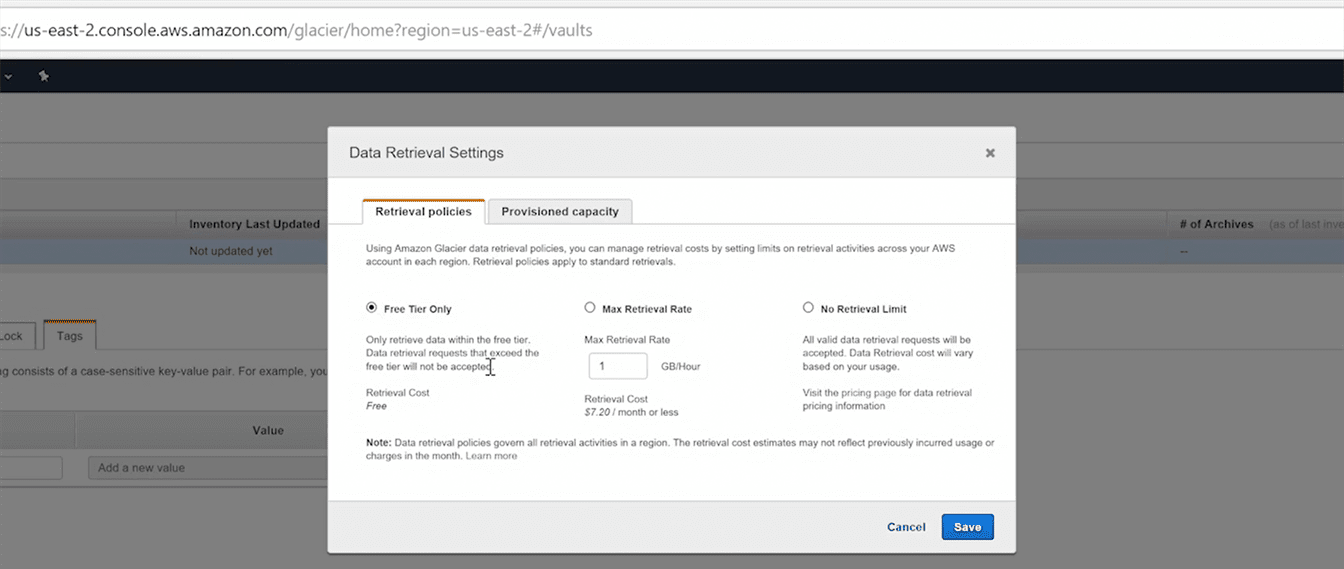 s://us-east-2.console.aws.amazon.com/glacier/home?region=us-east-2#/vaults
Data Retrieval Settings
Retrieval policies
Provisioned capacity
Inventory Last Updated
# of Archives (as of last inve
Using Amazon Glacier data retrieval policies, you can manage retrieval costs by setting limits on retrieval activities across your AWS
account in each region. Retrieval policies apply to standard retrievals.
Not updated yet
--
Free Tier Only
Only retrieve data within the free tier.
Data retrieval requests that exceed the
free tier will not be accepted.
Retrieval Cost
Free
Max Retrieval Rate
Max Retrieval Rate
1 GB/Hour
Retrieval Cost
$7.20 / month or less
No Retrieval Limit
All valid data retrieval requests will be
accepted. Data Retrieval cost will vary
based on your usage.
Visit the pricing page for data retrieval
pricing information
Lock
Tags
ng consists of a case-sensitive key-value pair. For example, you
Value
Add a new value
Note: Data retrieval policies govern all retrieval activities in a region. The retrieval cost estimates may not reflect previously incurred usage or
charges in the month. Learn more
Cancel
Save